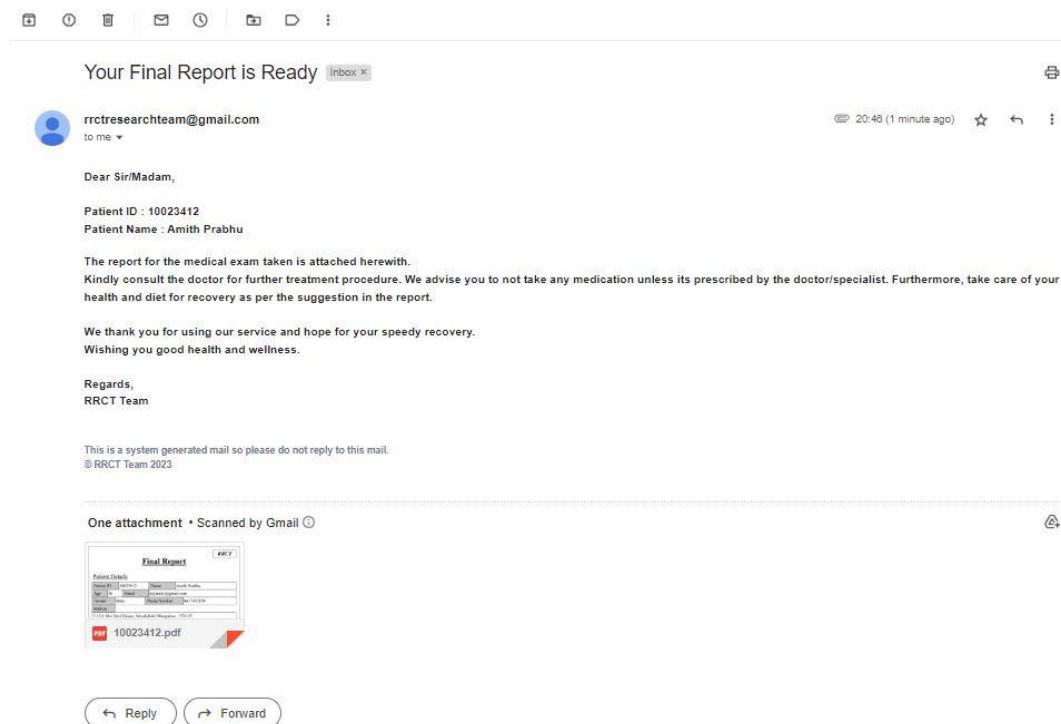 Your Final Report is Ready Inbox ×
rrctresearchteam@gmail.com
20:46 (1 minute ago)
to me
Dear Sir/Madam,
Patient ID : 10023412
Patient Name : Amith Prabhu
The report for the medical exam taken is attached herewith.
Kindly consult the doctor for further treatment procedure. We advise you to not take any medication unless its prescribed by the doctor/specialist. Furthermore, take care of your
health and diet for recovery as per the suggestion in the report.
We thank you for using our service and hope for your speedy recovery.
Wishing you good health and wellness.
Regards,
RRCT Team
This is a system generated mail so please do not reply to this mail.
© RRCT Team 2023
One attachment • Scanned by Gmail
RRCT
Final Report
Patient Details
PDF 10023412.pdf
Reply Forward